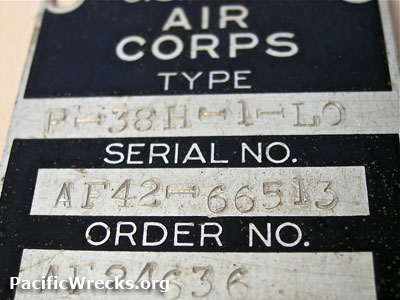 AIR
CORPS
TYPE
P-38H-1-LO
SERIAL NO.
AF42-66513
ORDER NO.
PacificWrecks.org